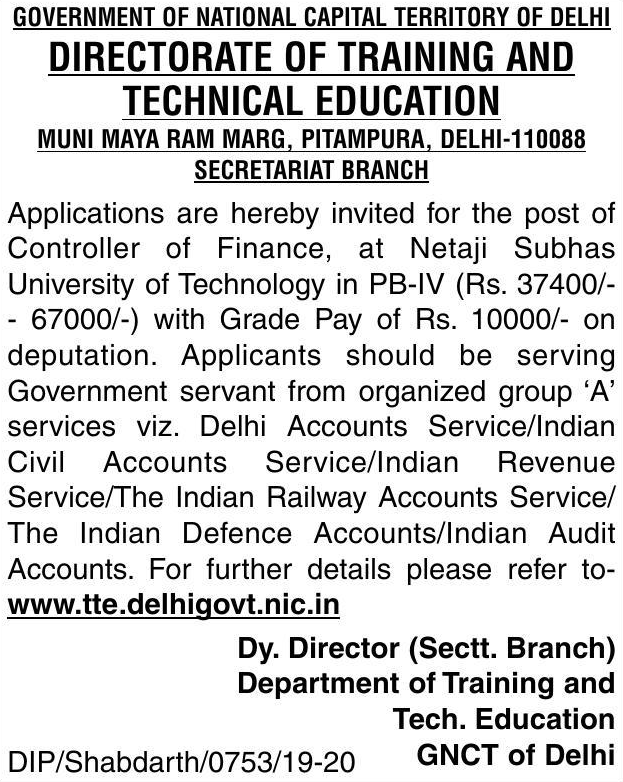 GOVERNMENT OF NATIONAL CAPITAL TERRITORY OF DELHI
DIRECTORATE OF TRAINING AND
TECHNICAL EDUCATION
MUNI MAYA RAM MARG, PITAMPURA, DELHI-110088
SECRETARIAT BRANCH
Applications are hereby invited for the post of
Controller of Finance, at Netaji Subhas
University of Technology in PB-IV (Rs. 37400/-
- 67000/-) with Grade Pay of Rs. 10000/- on
deputation. Applicants should be serving
Government servant from organized group ‘A’
services viz. Delhi Accounts Service/Indian
Civil Accounts Service/Indian Revenue
Service/The Indian Railway Accounts Service/
The Indian Defence Accounts/Indian Audit
Accounts. For further details please refer to-
www.tte.delhigovt.nic.in
Dy. Director (Sectt. Branch)
Department of Training and
Tech. Education
GNCT of Delhi
DIP/Shabdarth/0753/19-20